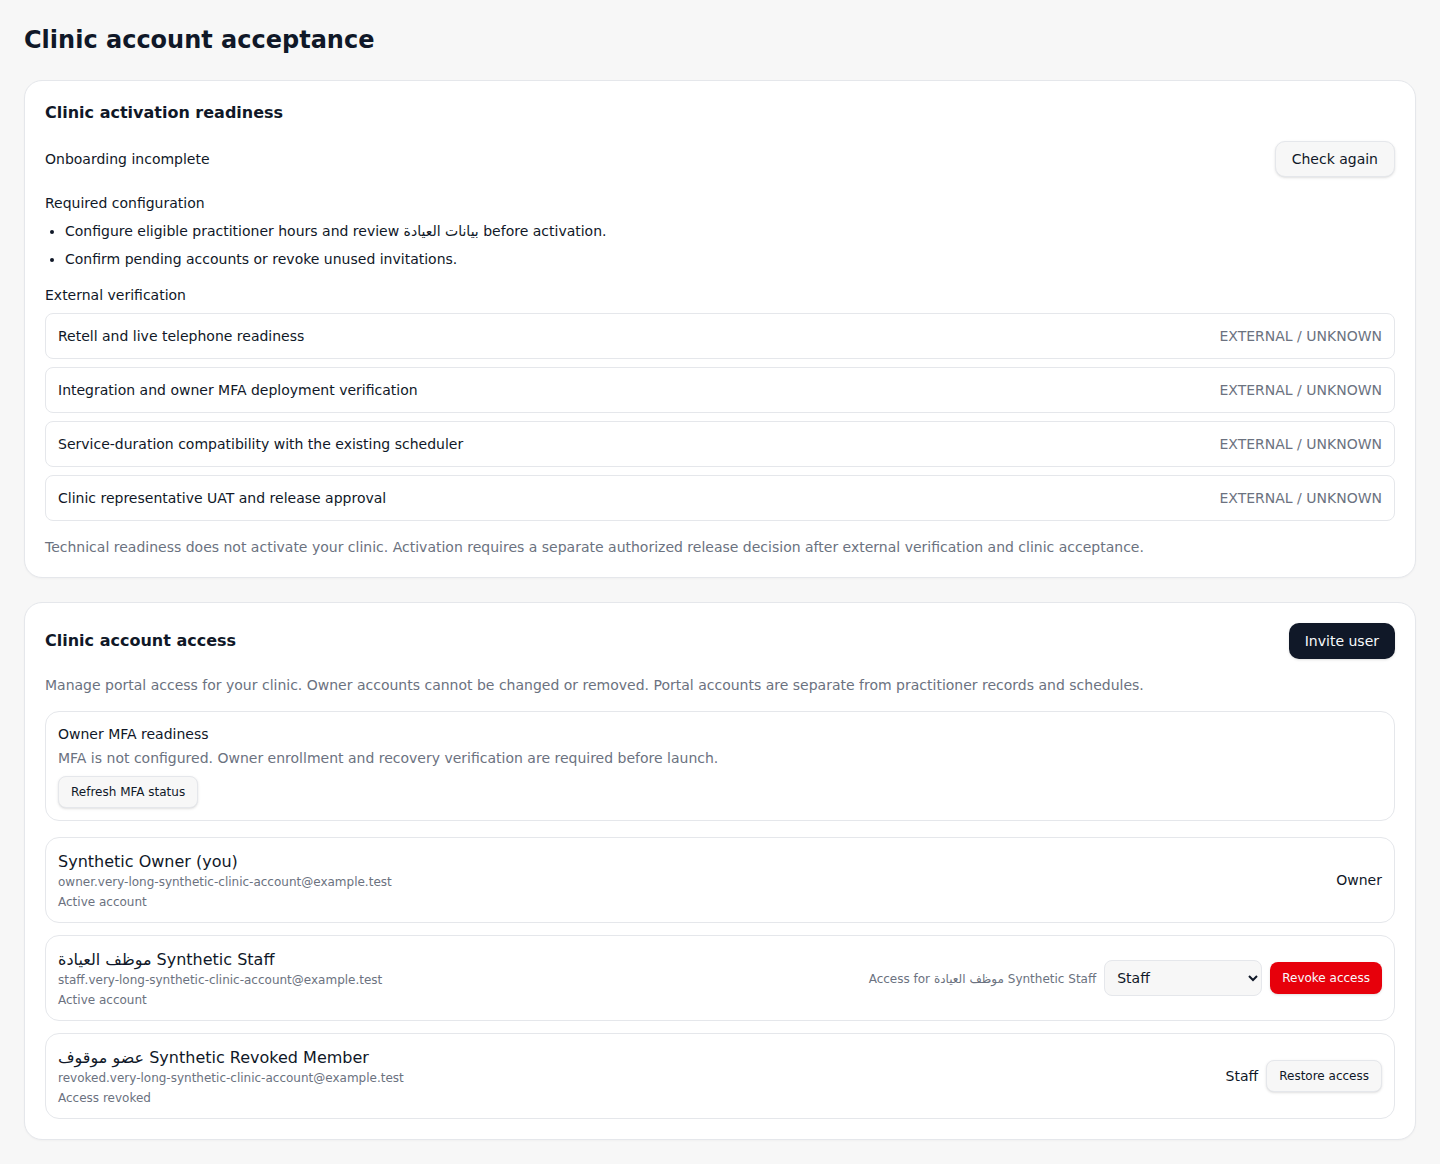 Clinic account acceptance
Clinic activation readiness
Onboarding incomplete
Check again
Required configuration
• Configure eligible practitioner hours and review بيانات العيادة before activation.
• Confirm pending accounts or revoke unused invitations.
External verification
Retell and live telephone readiness
EXTERNAL / UNKNOWN
Integration and owner MFA deployment verification
EXTERNAL / UNKNOWN
Service-duration compatibility with the existing scheduler
EXTERNAL / UNKNOWN
Clinic representative UAT and release approval
EXTERNAL / UNKNOWN
Technical readiness does not activate your clinic. Activation requires a separate authorized release decision after external verification and clinic acceptance.
Clinic account access
Invite user
Manage portal access for your clinic. Owner accounts cannot be changed or removed. Portal accounts are separate from practitioner records and schedules.
Owner MFA readiness
MFA is not configured. Owner enrollment and recovery verification are required before launch.
Refresh MFA status
Synthetic Owner (you)
owner.very-long-synthetic-clinic-account@example.test
Active account
Owner
موظف العيادة Synthetic Staff
staff.very-long-synthetic-clinic-account@example.test
Active account
Access for موظف العيادة Synthetic Staff
Staff
Revoke access
عضو موقوف Synthetic Revoked Member
revoked.very-long-synthetic-clinic-account@example.test
Access revoked
Staff
Restore access